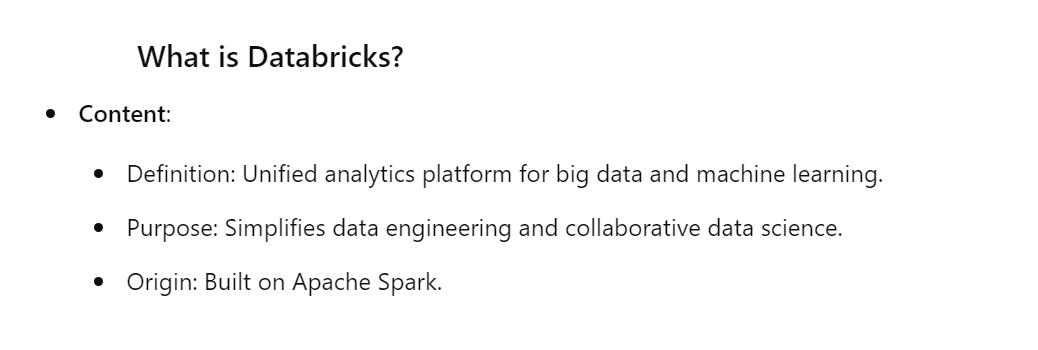 What is Databricks?
• Content:
• Definition: Unified analytics platform for big data and machine learning.
• Purpose: Simplifies data engineering and collaborative data science.
• Origin: Built on Apache Spark.